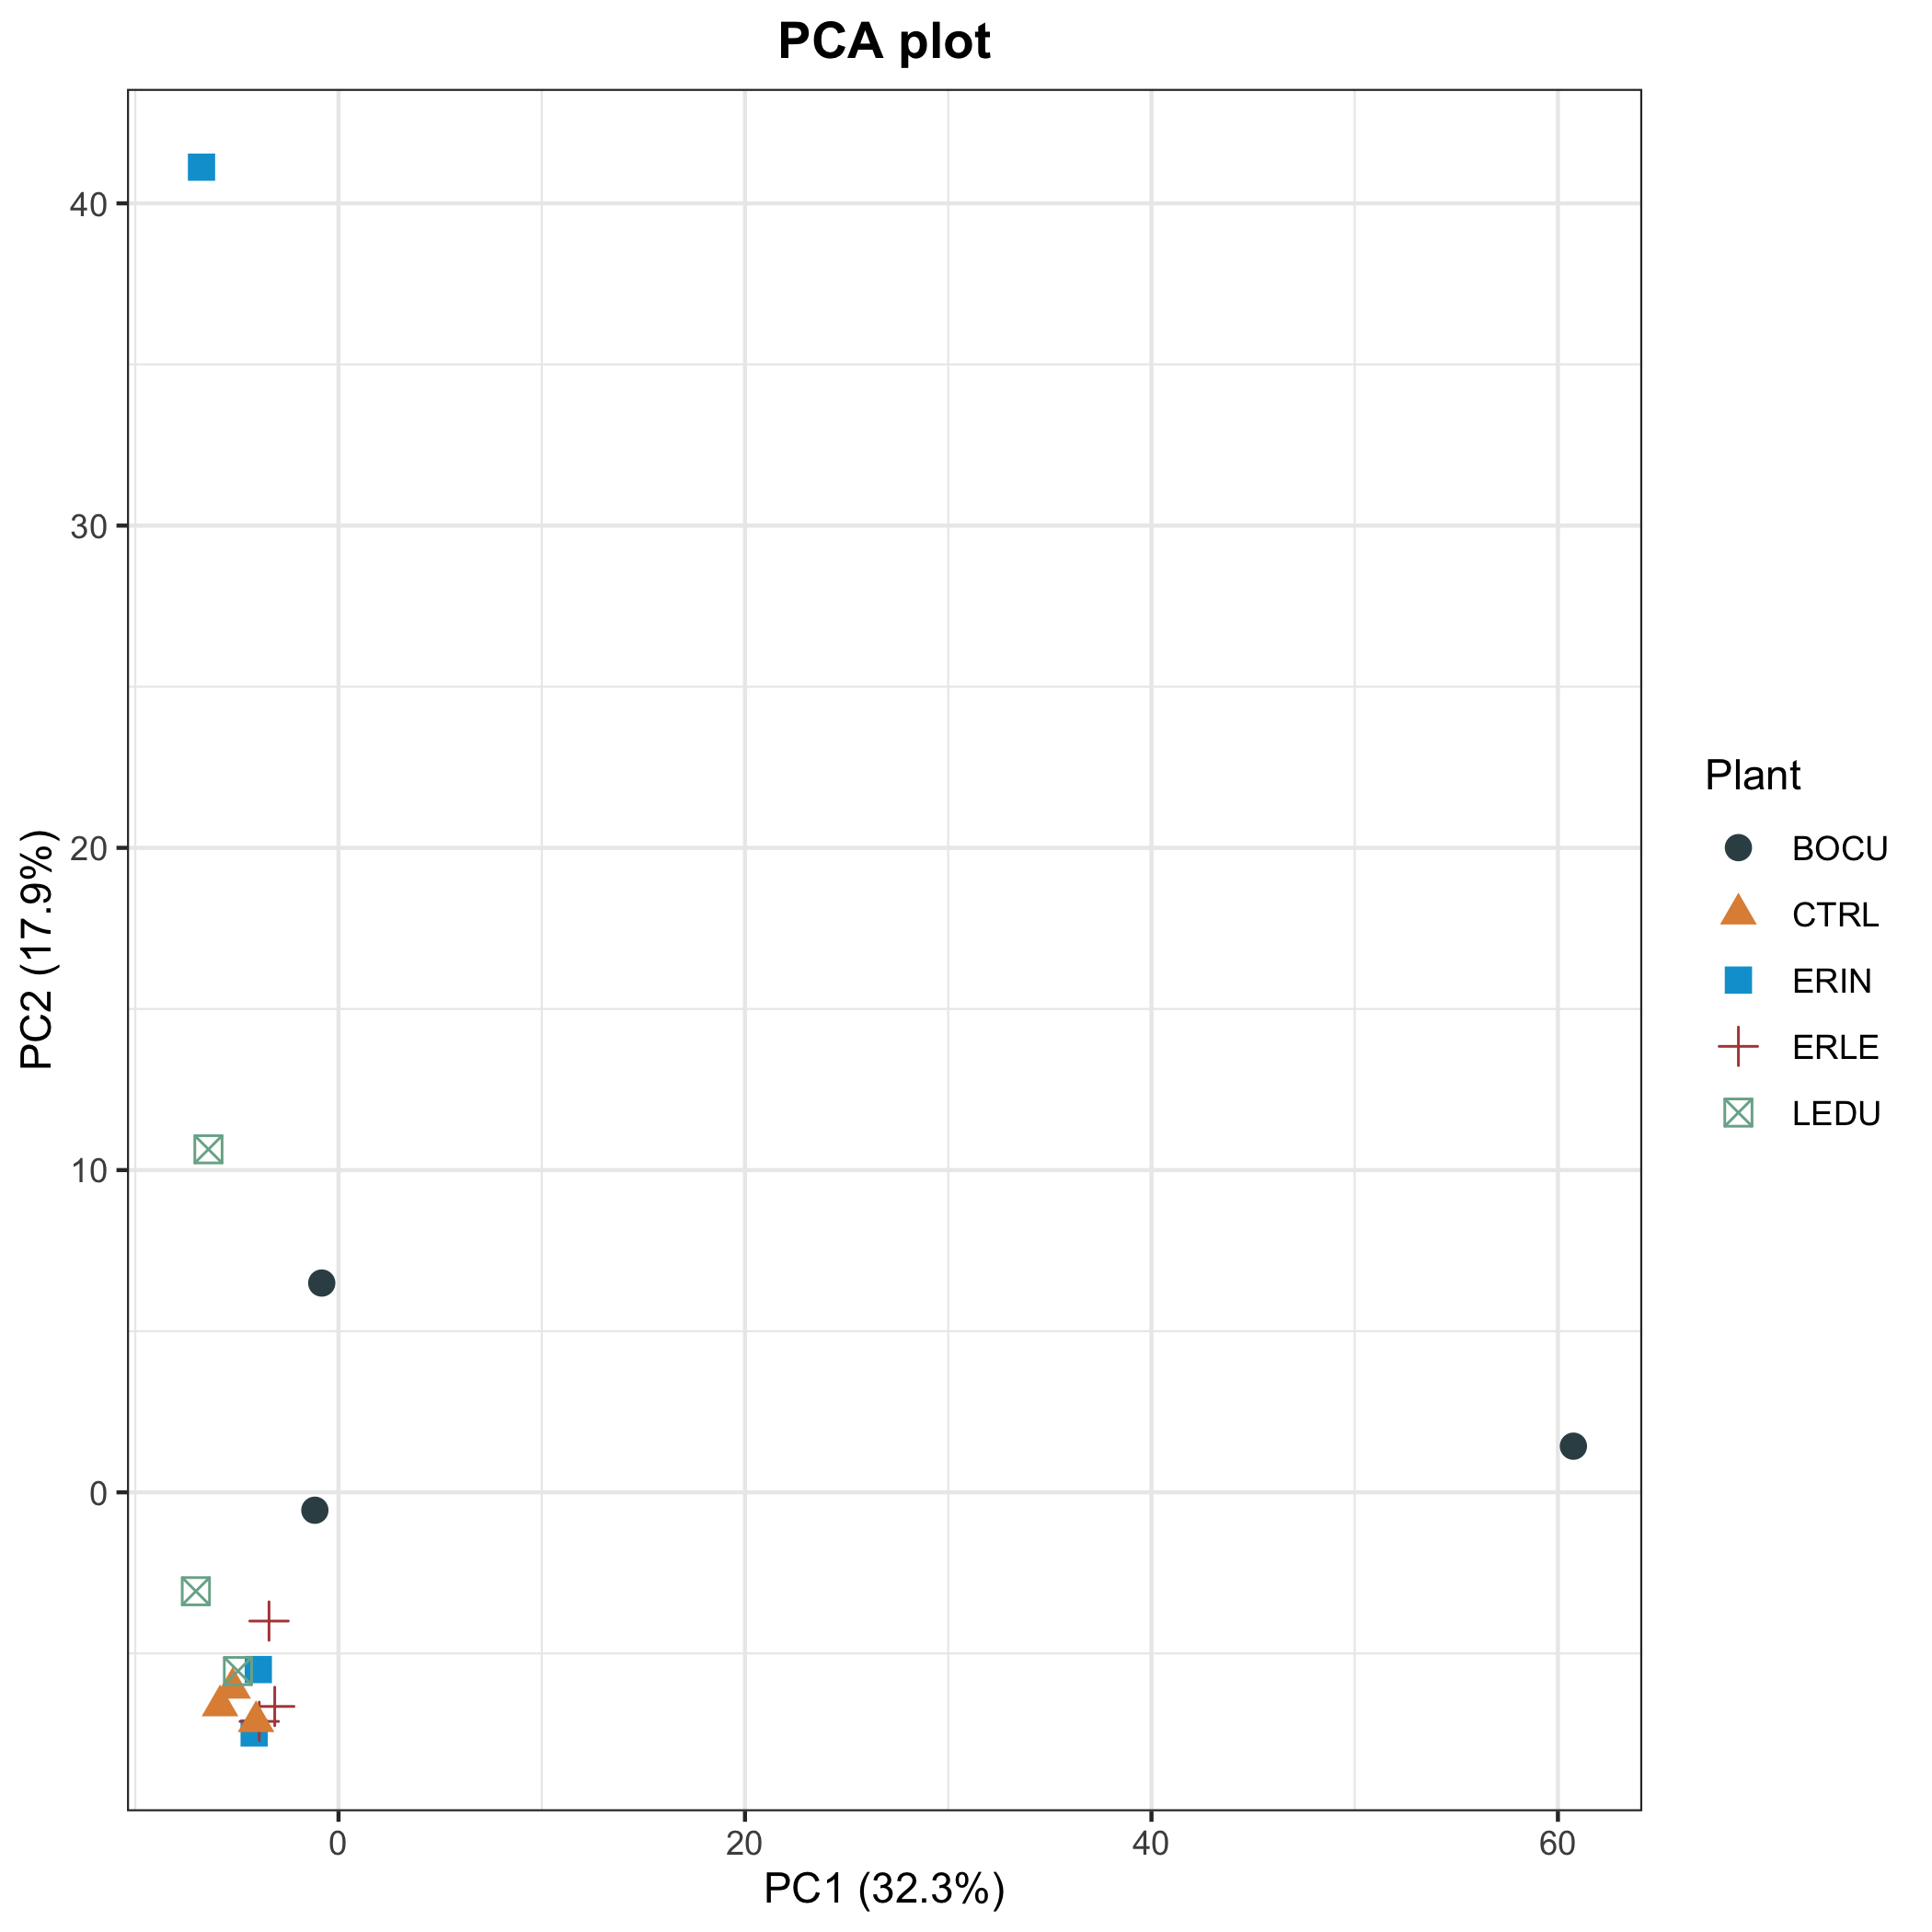 PCA plot
40
30
20
10
0
PC2 (17.9%)
0
20
40
60
PC1 (32.3%)
Plant
BOCU
CTRL
ERIN
ERLE
LEDU